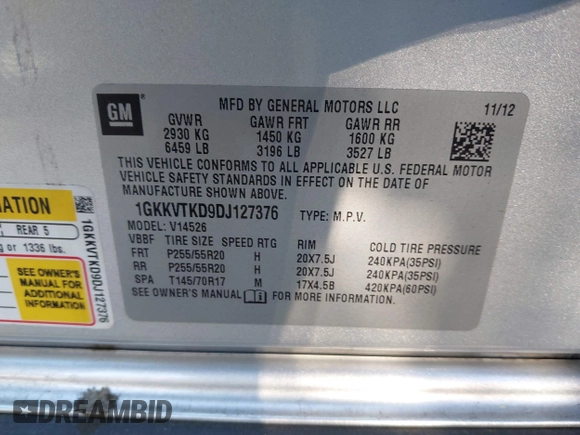 GM
MFD BY GENERAL MOTORS LLC 11/12
GVWR GAWR FRT GAWR RR
2930 KG 1450 KG 1600 KG
6459 LB 3196 LB 3527 LB
THIS VEHICLE CONFORMS TO ALL APPLICABLE U.S. FEDERAL MOTOR
VEHICLE SAFETY STANDARDS IN EFFECT ON THE DATE OF
MANUFACTURE SHOWN ABOVE.
1GKKVTKD9DJ127376 TYPE: M.P.V.
MODEL: V14526
VBBF TIRE SIZE SPEED RTG RIM COLD TIRE PRESSURE
FRT P255/55R20 H 20X7.5J 240KPA(35PSI)
RR P255/55R20 H 20X7.5J 240KPA(35PSI)
SPA T145/70R17 M 17X4.5B 420KPA(60PSI)
SEE OWNER'S MANUAL FOR MORE INFORMATION
MATION
REAR 5
or 1336 lbs.
SEE OWNER'S
MANUAL FOR
ADDITIONAL
INFORMATION
1GKKVTKD9DJ127376
DREAMBID